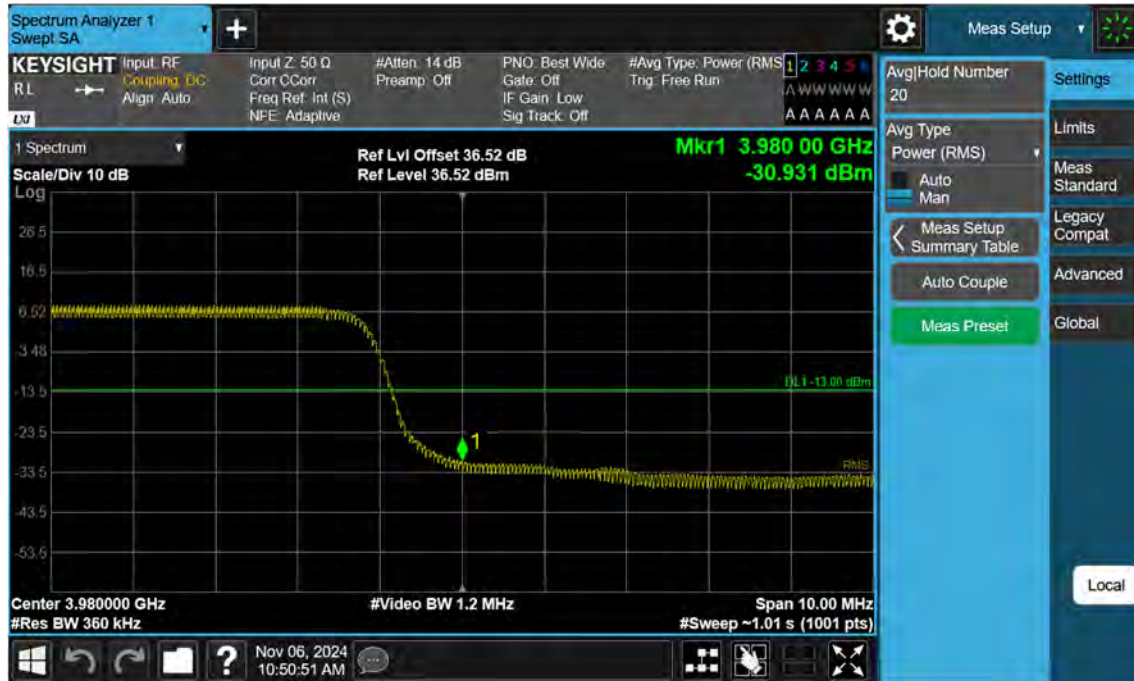 Spectrum Analyzer 1
Swept SA
+
Meas Setup
KEYSIGHT
RL
LXI
Input: RF
Coupling: DC
Align: Auto
Input Z: 50 Ω
Corr CCorr
Freq Ref: Int (S)
NFE: Adaptive
#Atten: 14 dB
Preamp: Off
PNO: Best Wide
Gate: Off
IF Gain: Low
Sig Track: Off
#Avg Type: Power (RMS)
Trig: Free Run
1 2 3 4 5 6
A W W W W W
A A A A A A
1 Spectrum
Scale/Div 10 dB
Log
Ref Lvl Offset 36.52 dB
Ref Level 36.52 dBm
Mkr1 3.980 00 GHz
-30.931 dBm
26.5
16.5
6.52
-3.48
-13.5
-23.5
-33.5
-43.5
-53.5
DL1 -13.00 dBm
1
RMS
Center 3.980000 GHz
#Res BW 360 kHz
#Video BW 1.2 MHz
Span 10.00 MHz
#Sweep ~1.01 s (1001 pts)
Avg|Hold Number
20
Avg Type
Power (RMS)
Auto
Man
Meas Setup
Summary Table
Auto Couple
Meas Preset
Settings
Limits
Meas
Standard
Legacy
Compat
Advanced
Global
Local
?
Nov 06, 2024
10:50:51 AM